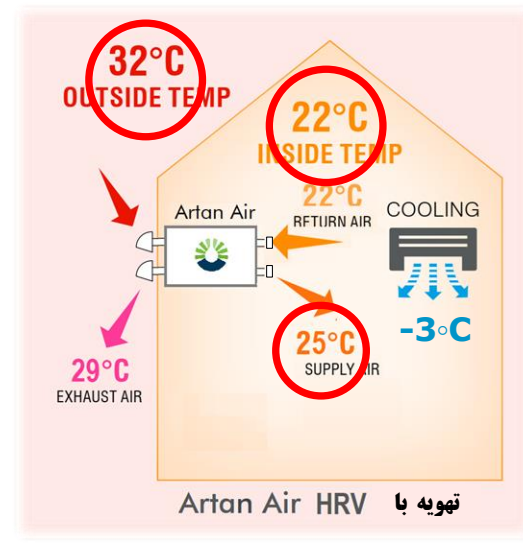 32°C
OUTSIDE TEMP
22°C
INSIDE TEMP
22°C
RETURN AIR
Artan Air
COOLING
-3°C
25°C
SUPPLY AIR
29°C
EXHAUST AIR
Artan Air HRV تهویه با